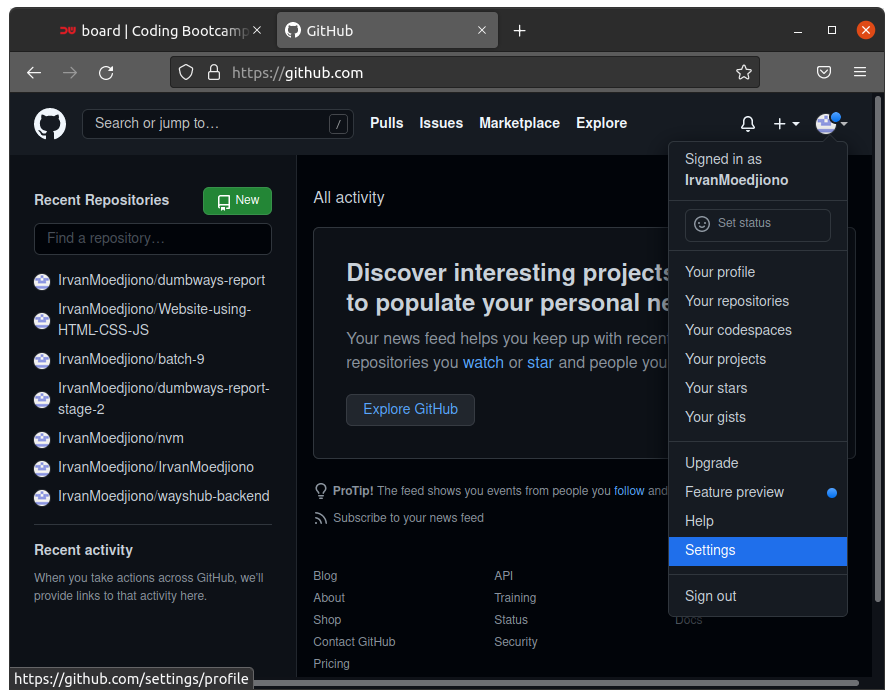 board | Coding Bootcamp
GitHub
https://github.com
Search or jump to…
/
Pulls
Issues
Marketplace
Explore
Signed in as
IrvanMoedjiono
Set status
Your profile
Your repositories
Your codespaces
Your projects
Your stars
Your gists
Upgrade
Feature preview
Help
Settings
Sign out
Recent Repositories
New
Find a repository…
IrvanMoedjiono/dumbways-report
IrvanMoedjiono/Website-using-
HTML-CSS-JS
IrvanMoedjiono/batch-9
IrvanMoedjiono/dumbways-report-
stage-2
IrvanMoedjiono/nvm
IrvanMoedjiono/IrvanMoedjiono
IrvanMoedjiono/wayshub-backend
Recent activity
When you take actions across GitHub, we'll
provide links to that activity here.
All activity
Discover interesting projects
to populate your personal ne
Your news feed helps you keep up with recen
repositories you watch or star and people you
Explore GitHub
ProTip! The feed shows you events from people you follow and
Subscribe to your news feed
Blog
About
Shop
Contact GitHub
Pricing
API
Training
Status
Security
Docs
https://github.com/settings/profile